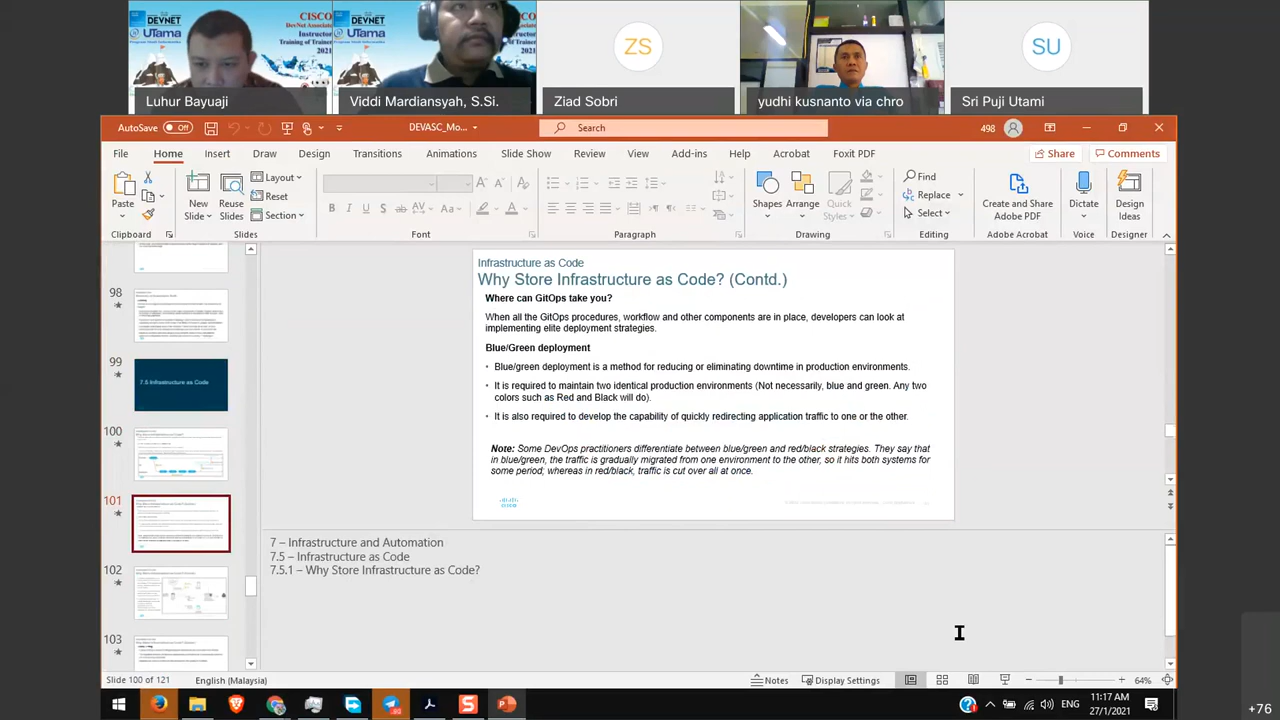 CISCO
DEVNET
DevNet Associate
UTama
Instructor
Training of Trainer
2021
Luhur Bayuaji
Viddi Mardiansyah, S.Si.
ZS
Ziad Sobri
yudhi kusnanto via chro
SU
Sri Puji Utami
AutoSave Off
DEVASC_Mo...
Search
498
File Home Insert Draw Design Transitions Animations Slide Show Review View Add-ins Help Acrobat Foxit PDF
Share
Comments
Paste
New
Slide
Reuse
Slides
Layout
Reset
Section
Shapes
Arrange
Quick
Styles
Find
Replace
Select
Create and Share
Adobe PDF
Dictate
Design
Ideas
Clipboard
Slides
Font
Paragraph
Drawing
Editing
Adobe Acrobat
Voice
Designer
98
99
7.5 Infrastructure as Code
100
101
102
103
Infrastructure as Code
Why Store Infrastructure as Code? (Contd.)
Where can GitOps take you?
When all the GitOps procedures, workflow and other components are in place, developers can look at
implementing elite deployment strategies.
Blue/Green deployment
• Blue/green deployment is a method for reducing or eliminating downtime in production environments.
• It is required to maintain two identical production environments (Not necessarily, blue and green. Any two
colors such as Red and Black will do).
• It is also required to develop the capability of quickly redirecting application traffic to one or the other.
Note: Some DevOps practitioners differentiate between blue/green and red/black strategies. They say that
in blue/green, the traffic is gradually migrated from one environment to the other, so it hits both systems for
some period; whereas in red/black, traffic is cut over all at once.
CISCO
7 – Infrastructure and Automation
7.5 – Infrastructure as Code
7.5.1 – Why Store Infrastructure as Code?
Slide 100 of 121
English (Malaysia)
Notes
Display Settings
64%
ENG
11:17 AM
27/1/2021
+76